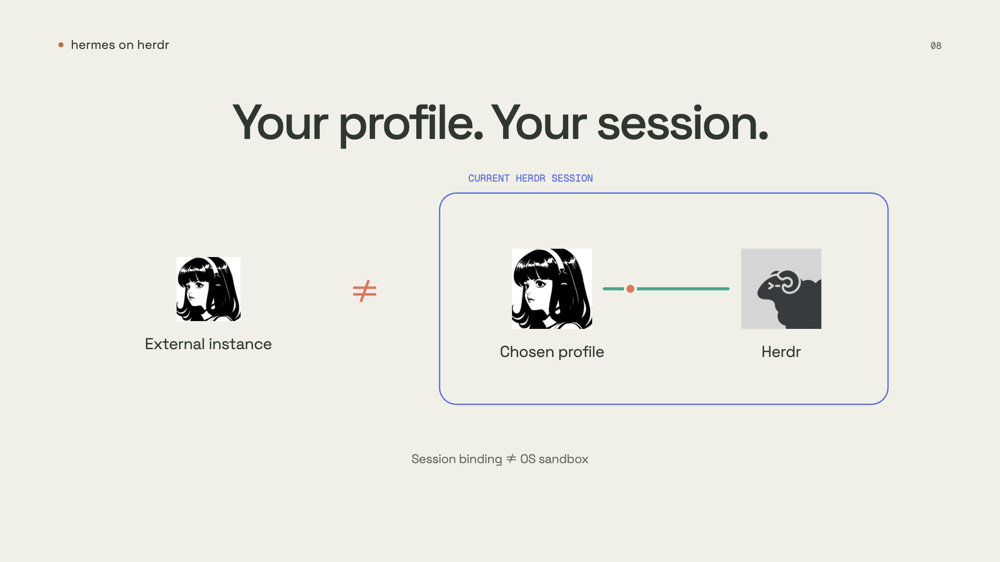 hermes on herdr
08
Your profile. Your session.
CURRENT HERDR SESSION
External instance
≠
Chosen profile
Herdr
Session binding ≠ OS sandbox